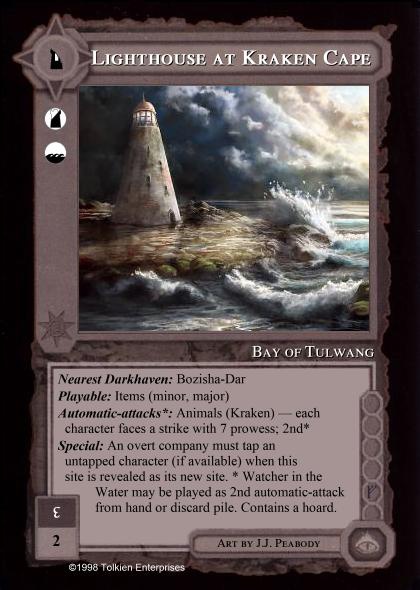 LIGHTHOUSE AT KRAKEN CAPE
BAY OF TULWANG
Nearest Darkhaven: Bozisha-Dar
Playable: Items (minor, major)
Automatic-attacks*: Animals (Kraken) — each
character faces a strike with 7 prowess; 2nd*
Special: An overt company must tap an
untapped character (if available) when this
site is revealed as its new site. * Watcher in the
Water may be played as 2nd automatic-attack
from hand or discard pile. Contains a hoard.
ε
2
ART BY J.J. PEABODY
©1998 Tolkien Enterprises